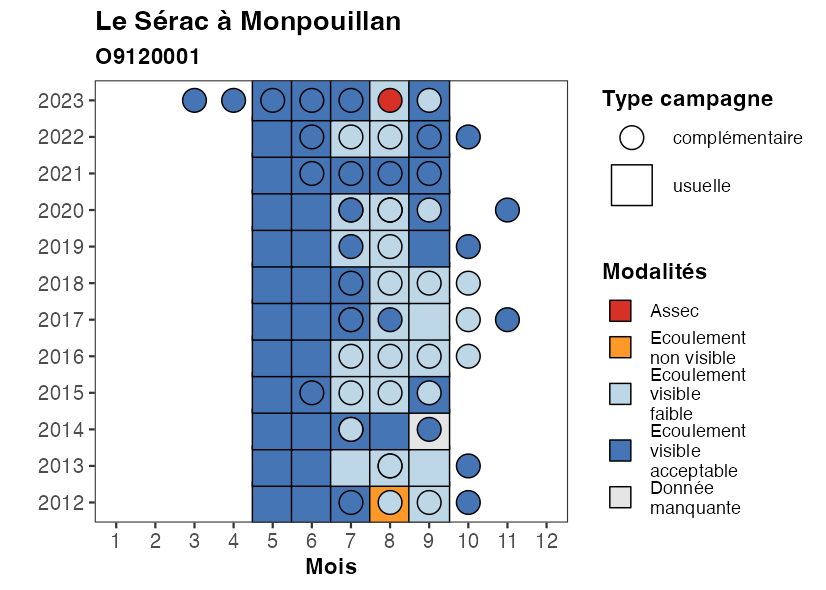 Le Sérac à Monpouillan
O9120001
2023
2022
2021
2020
2019
2018
2017
2016
2015
2014
2013
2012
1 2 3 4 5 6 7 8 9 10 11 12
Mois
Type campagne
complémentaire
usuelle
Modalités
Assec
Ecoulement
non visible
Ecoulement
visible
faible
Ecoulement
visible
acceptable
Donnée
manquante